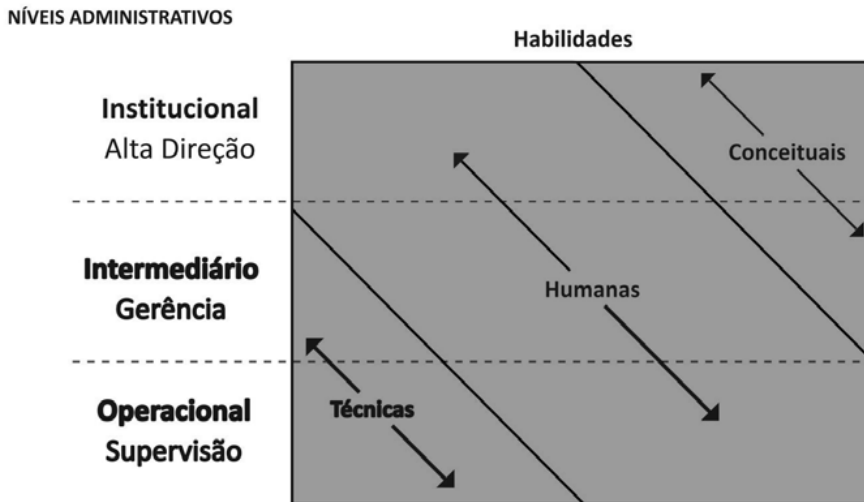 NÍVEIS ADMINISTRATIVOS
Habilidades
Institucional
Alta Direção
Conceituais
Intermediário
Gerência
Humanas
Operacional
Supervisão
Técnicas